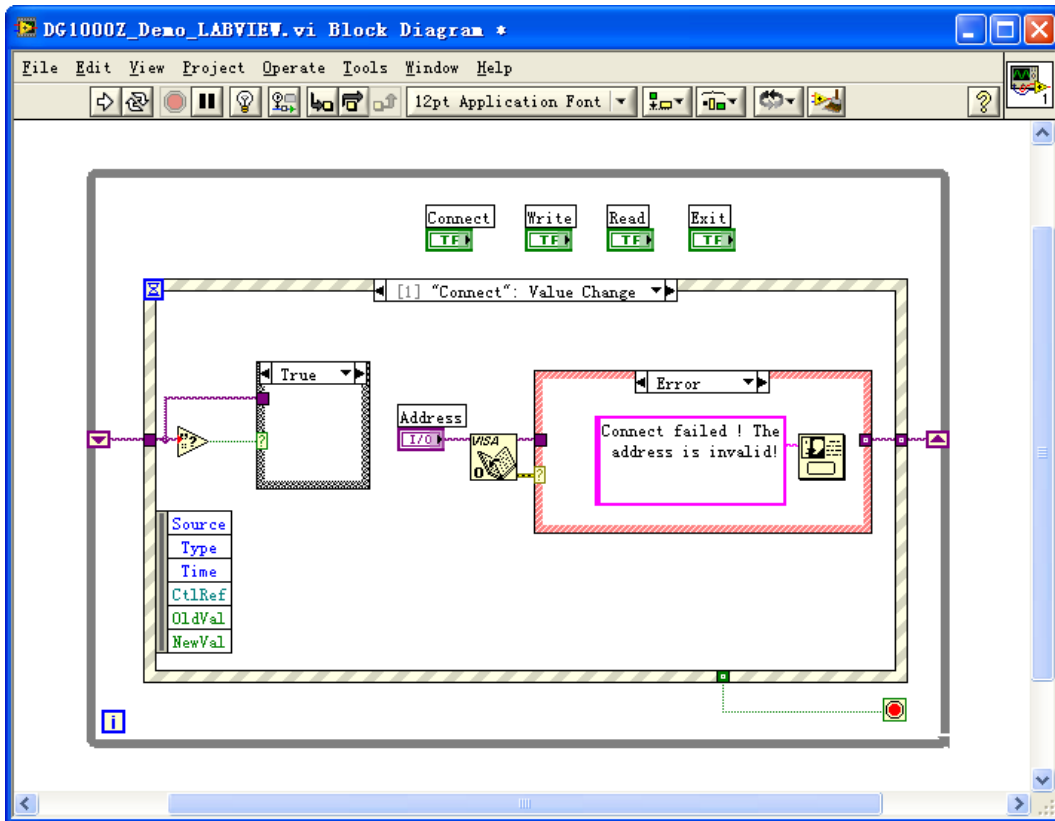 DG1000Z_Demo_LABVIEW.vi Block Diagram *
File Edit View Project Operate Tools Window Help
12pt Application Font
?
1
Connect Write Read Exit
TF TF TF TF
[1] "Connect": Value Change
True
Error
Address
I/O
Connect failed ! The
address is invalid!
VISA
?
?
?
Source
Type
Time
CtlRef
OldVal
NewVal
i